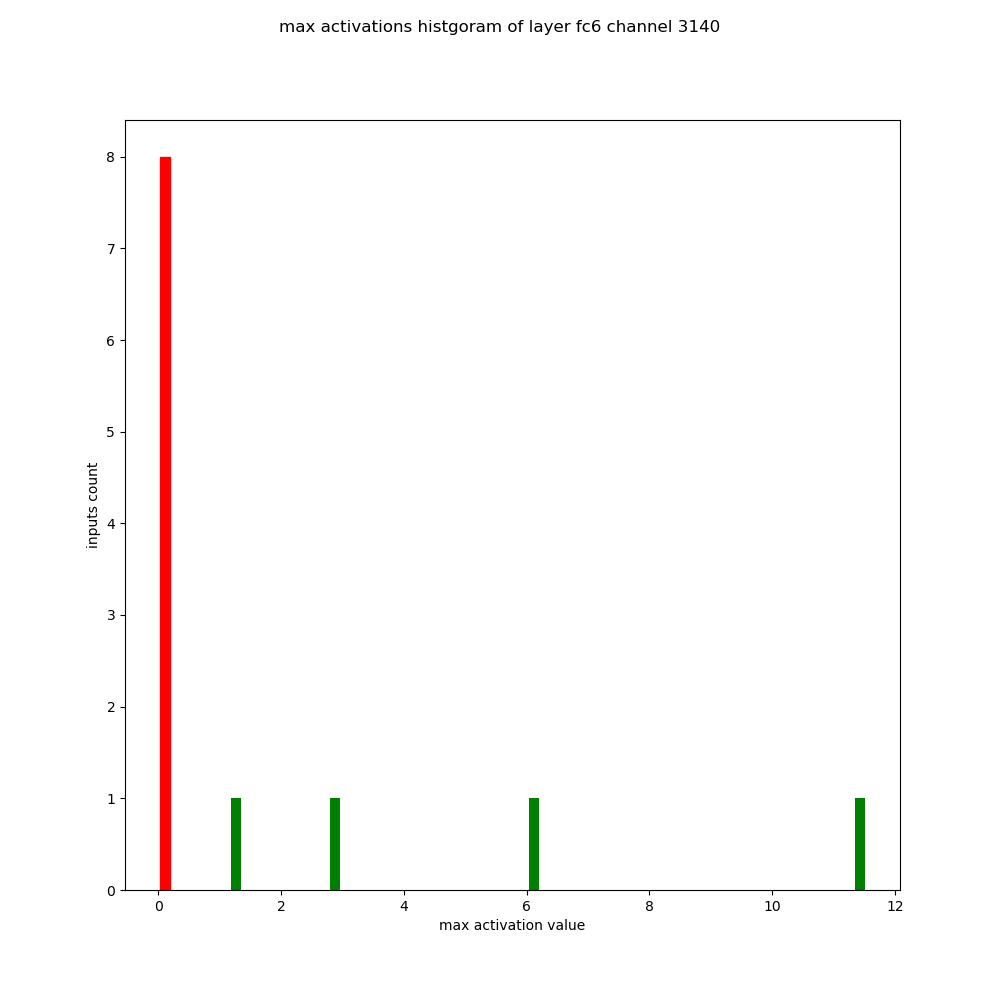 max activations histgoram of layer fc6 channel 3140
8
7
6
5
4
3
2
1
0
inputs count
0 2 4 6 8 10 12
max activation value